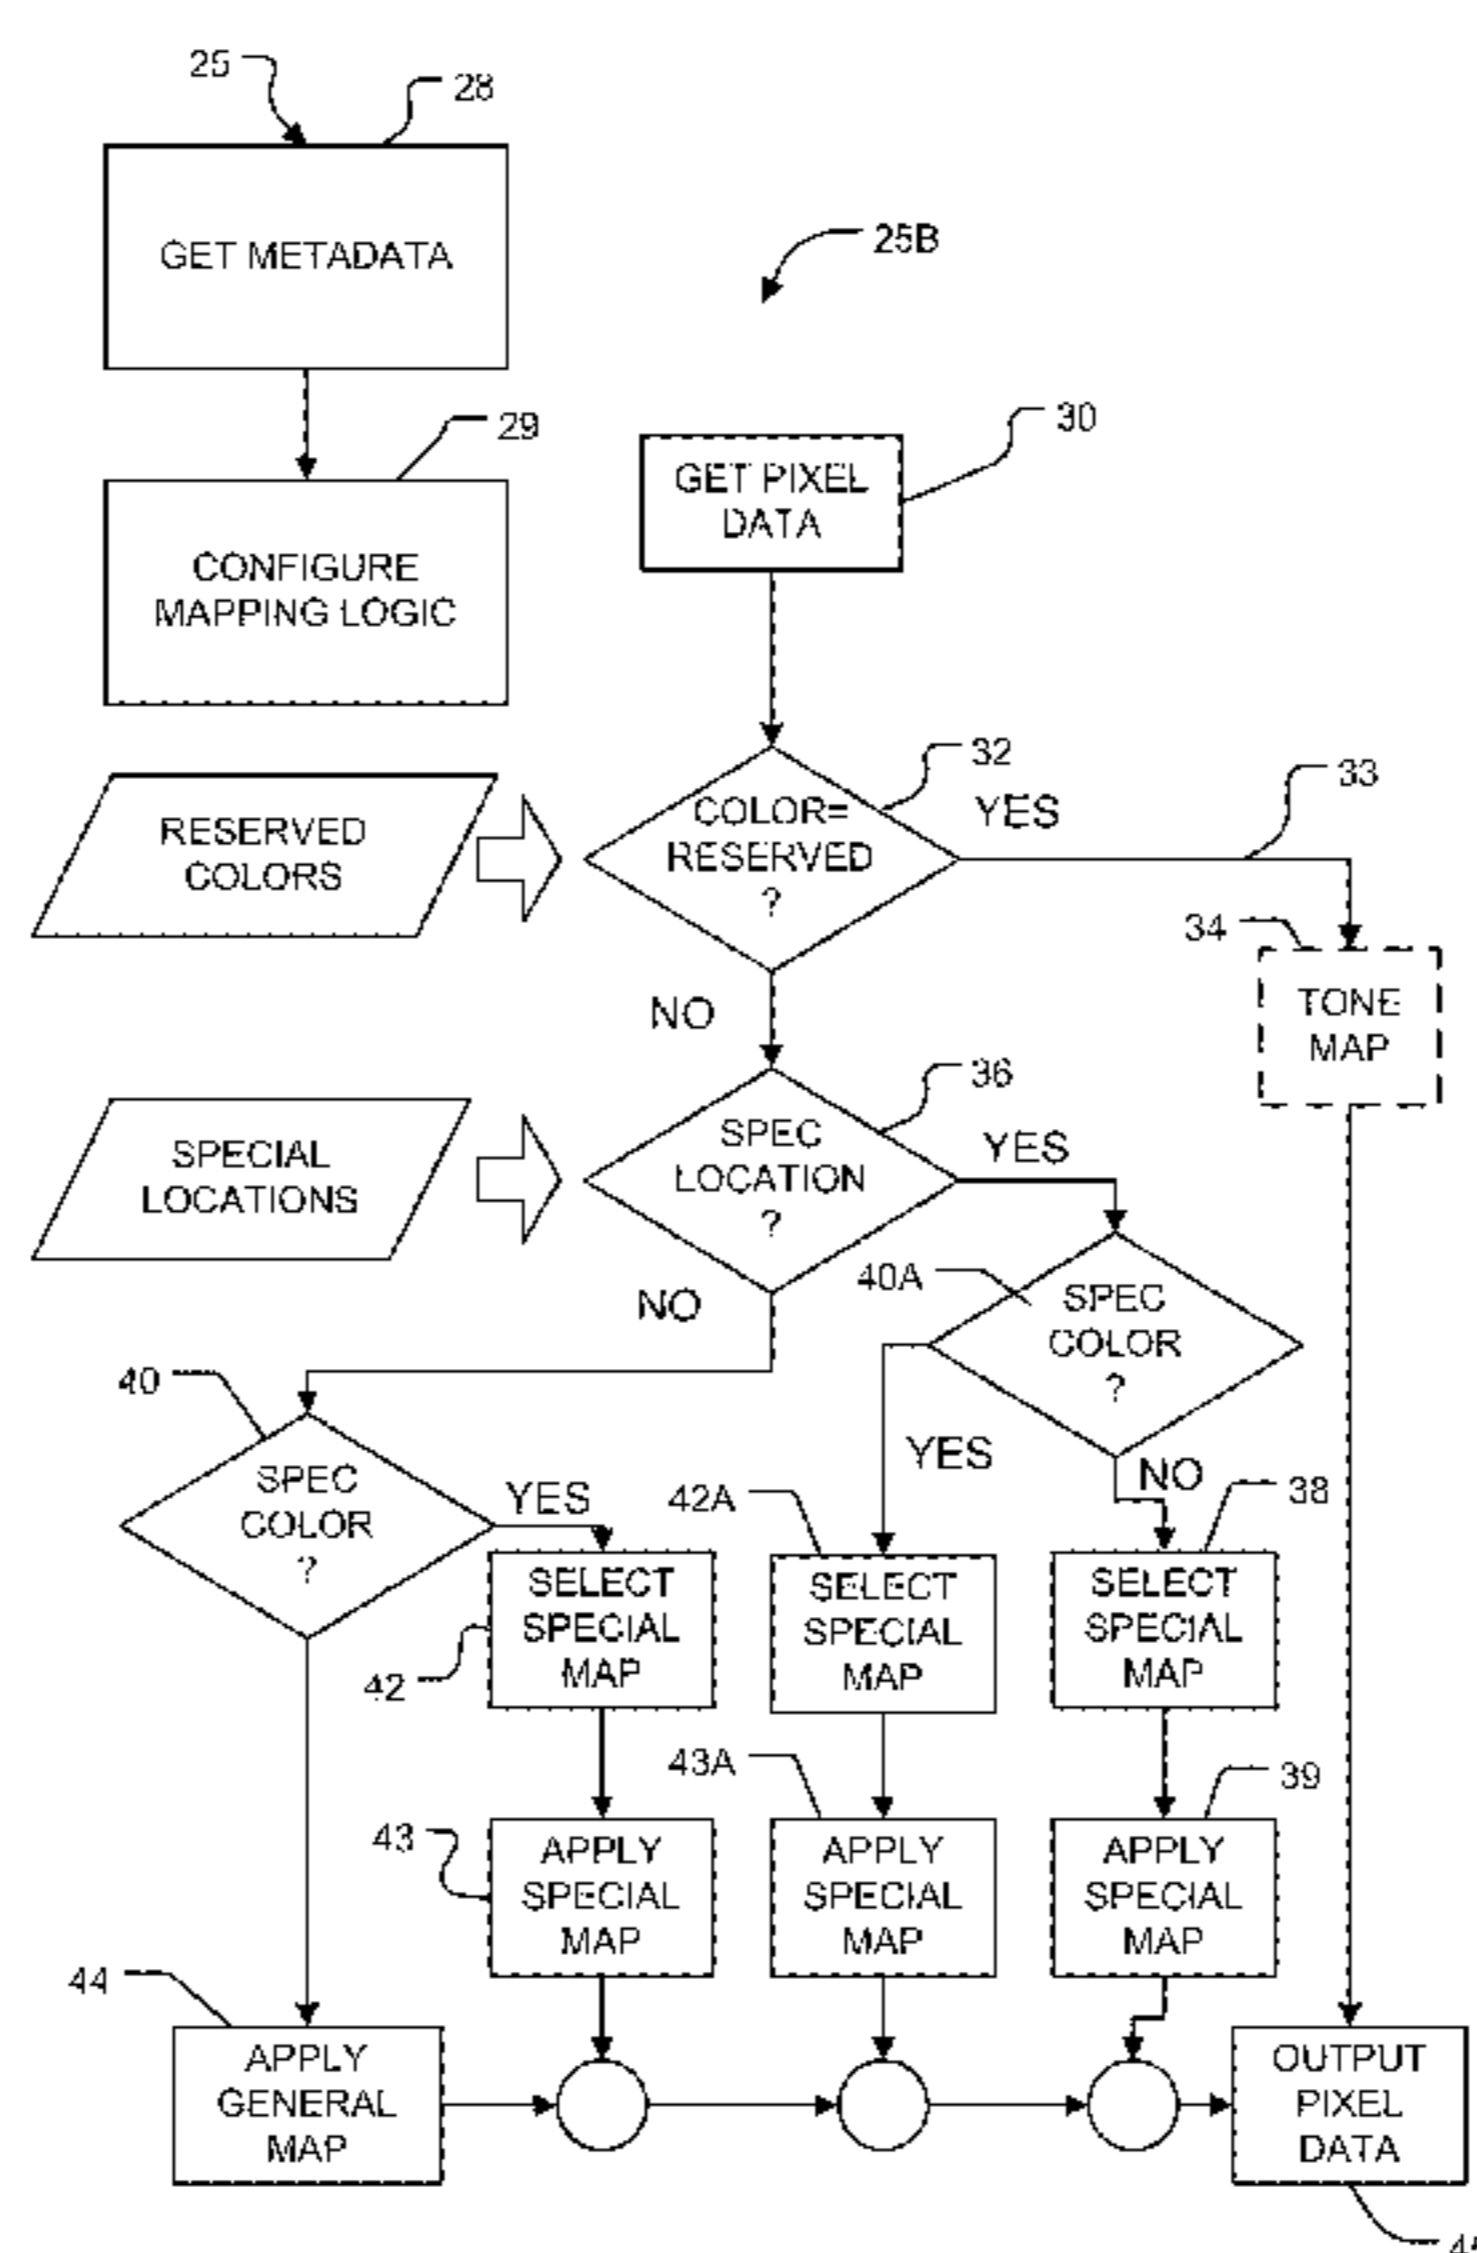 25
28
GET METADATA
25B
29
30
GET PIXEL
DATA
CONFIGURE
MAPPING LOGIC
32
33
RESERVED
COLORS
COLOR=
RESERVED
?
YES
34
TONE
MAP
NO
36
SPECIAL
LOCATIONS
SPEC
LOCATION
?
YES
40A
SPEC
COLOR
?
NO
40
SPEC
COLOR
?
YES
YES
NO
42A
38
SELECT
SPECIAL
MAP
SELECT
SPECIAL
MAP
SELECT
SPECIAL
MAP
42
43A
39
43
APPLY
SPECIAL
MAP
APPLY
SPECIAL
MAP
APPLY
SPECIAL
MAP
44
APPLY
GENERAL
MAP
OUTPUT
PIXEL
DATA